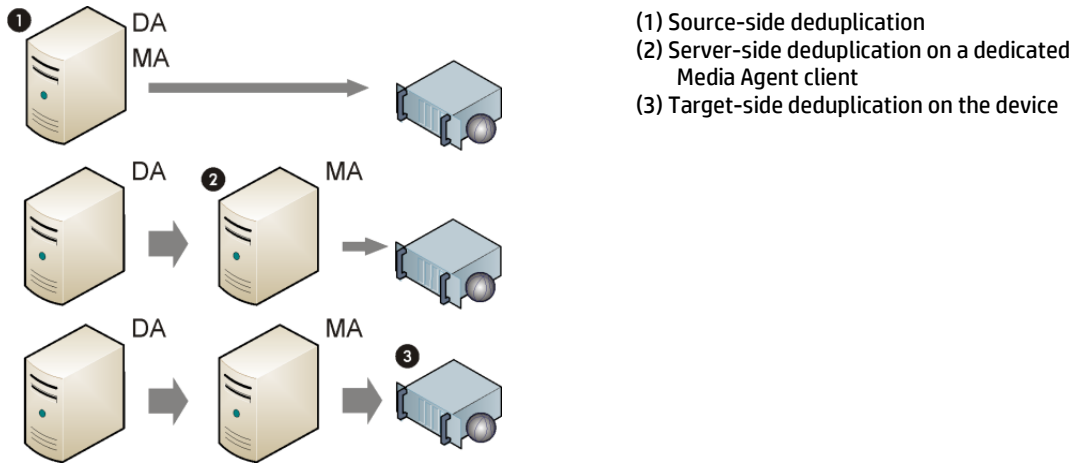 1 DA
MA
(1) Source-side deduplication
(2) Server-side deduplication on a dedicated
Media Agent client
(3) Target-side deduplication on the device
DA 2 MA
DA MA 3